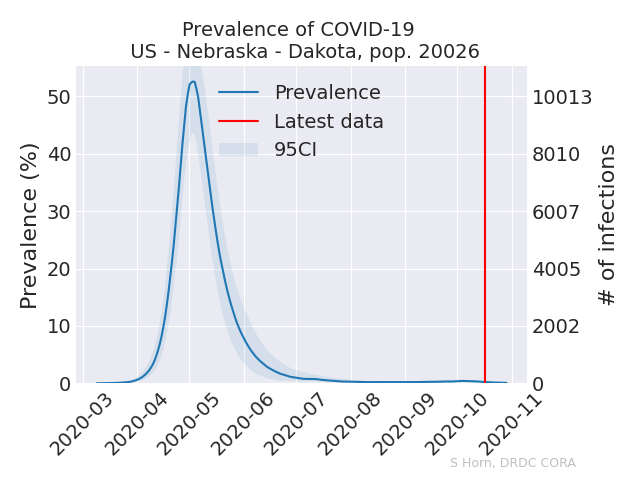 Prevalence of COVID-19
US - Nebraska - Dakota, pop. 20026
Prevalence
Latest data
95CI
Prevalence (%)
50
40
30
20
10
0
10013
8010
6007
4005
2002
0
# of infections
2020-03
2020-04
2020-05
2020-06
2020-07
2020-08
2020-09
2020-10
2020-11
S Horn, DRDC CORA